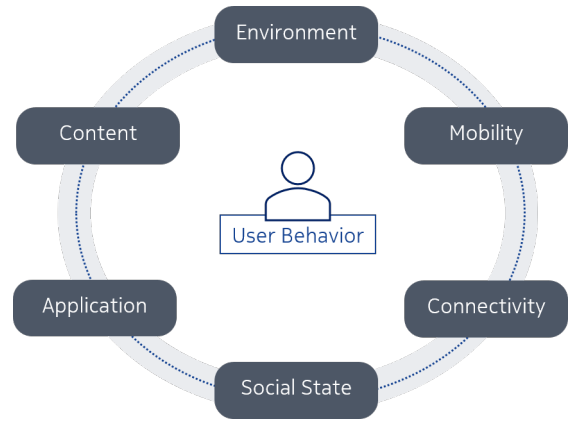 Environment
Content
Mobility
User Behavior
Application
Connectivity
Social State